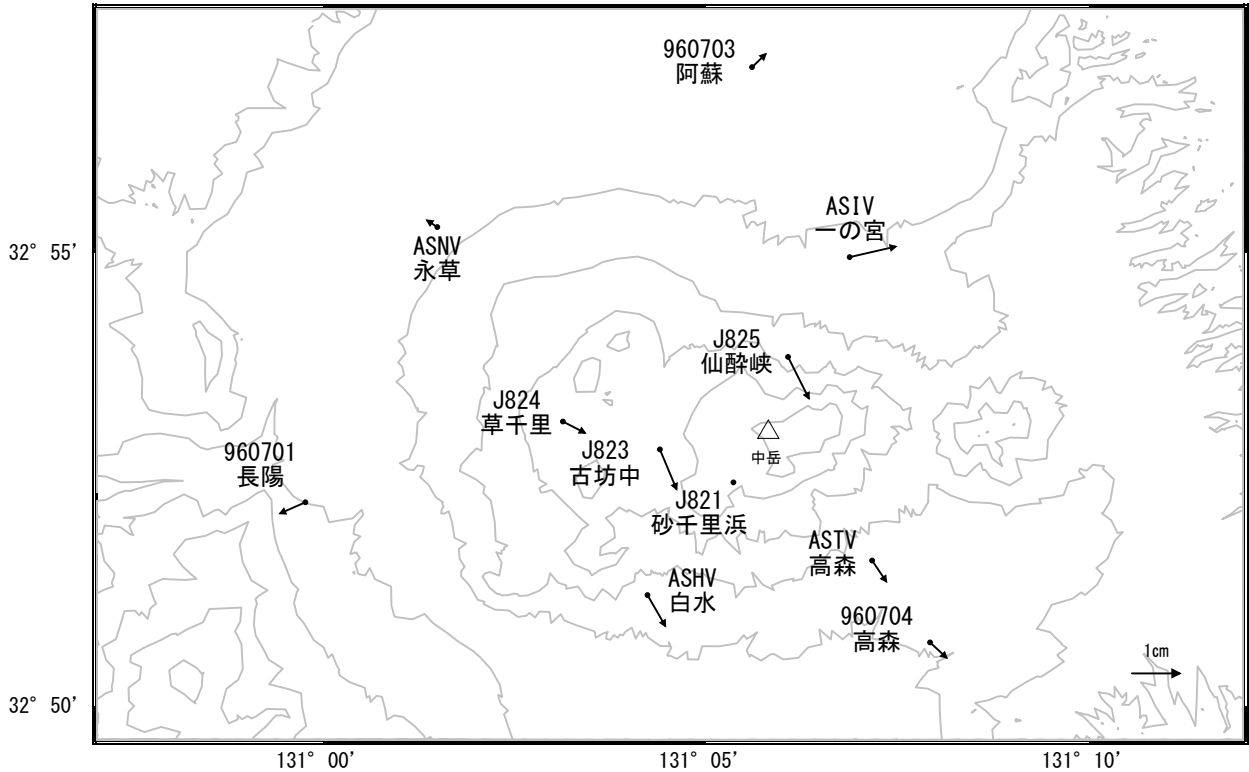 960703
阿蘇
ASIV
一の宮
32° 55'
ASNV
永草
J825
仙酔峡
J824
草千里
中岳
J823
古坊中
960701
長陽
J821
砂千里浜
ASTV
高森
ASHV
白水
960704
高森
1cm
32° 50'
131° 00'
131° 05'
131° 10'